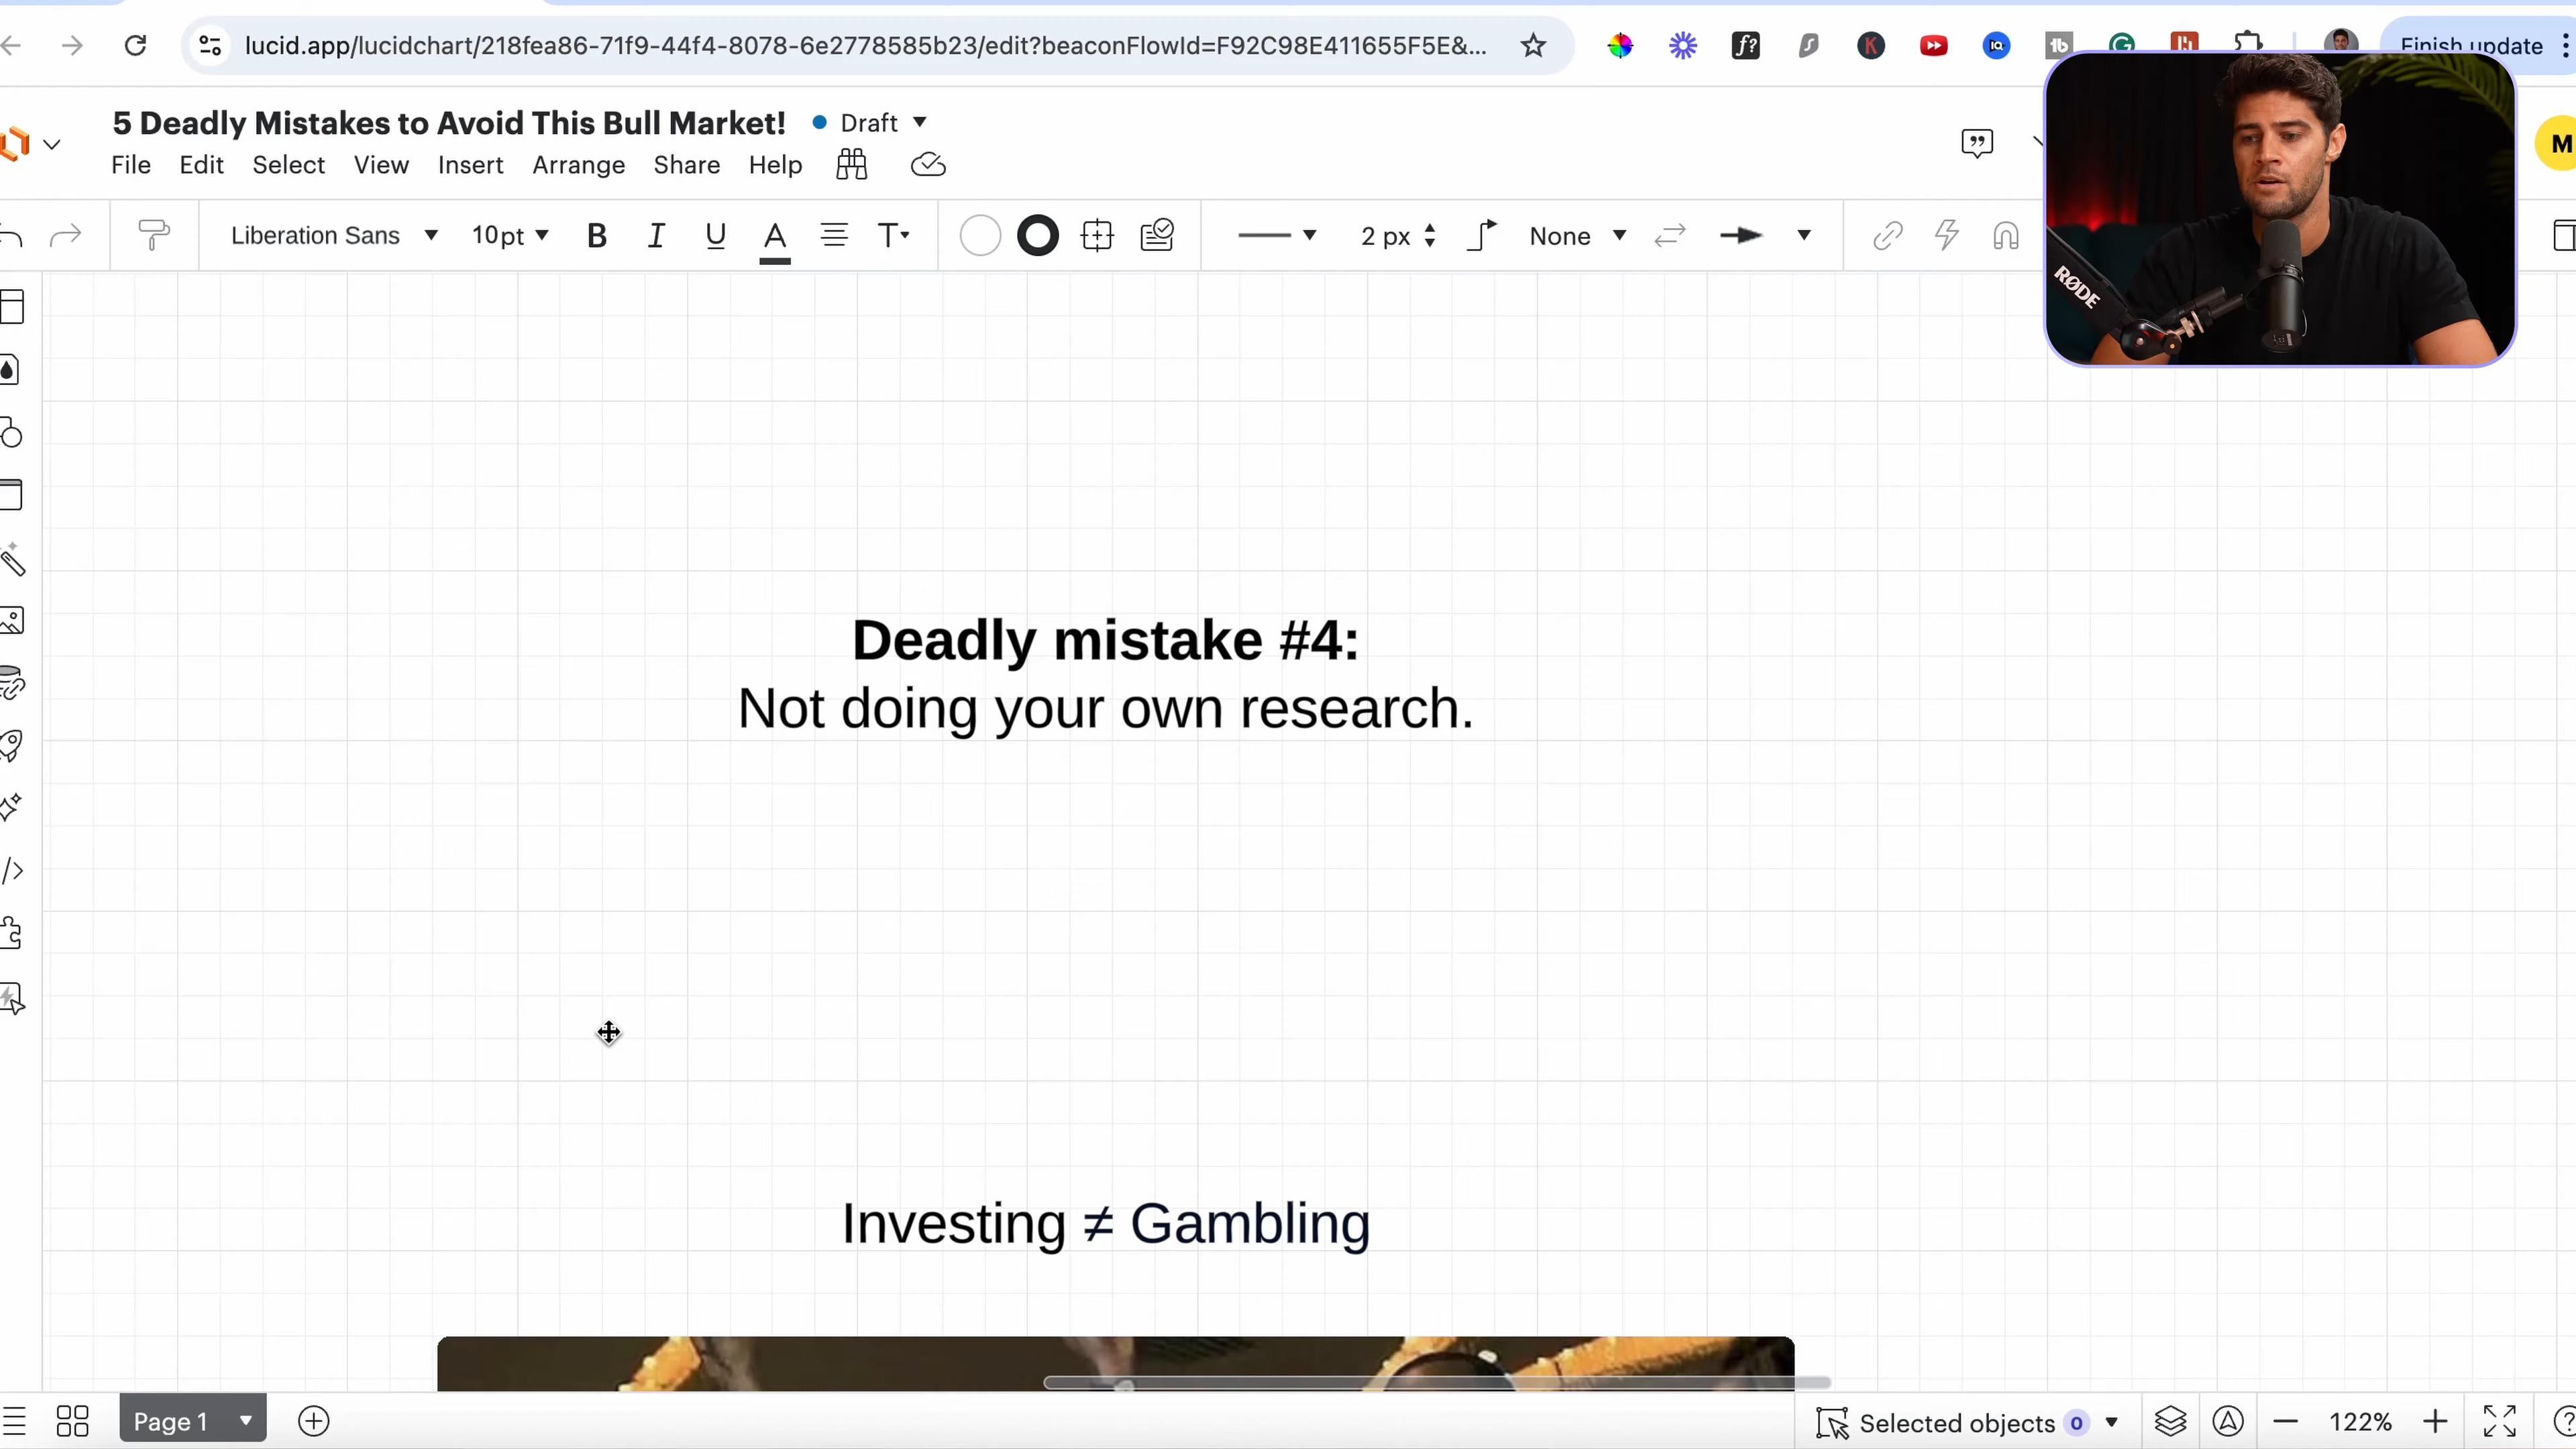 lucid.app/lucidchart/218fea86-71f9-44f4-8078-6e2778585b23/edit?beaconFlowId=F92C98E411655F5E&...
Finish update
5 Deadly Mistakes to Avoid This Bull Market!
Draft
M
File Edit Select View Insert Arrange Share Help
Liberation Sans 10pt B I U A T 2 px None
RØDE
Deadly mistake #4:
Not doing your own research.
Investing ≠ Gambling
Page 1
Selected objects 0
122%